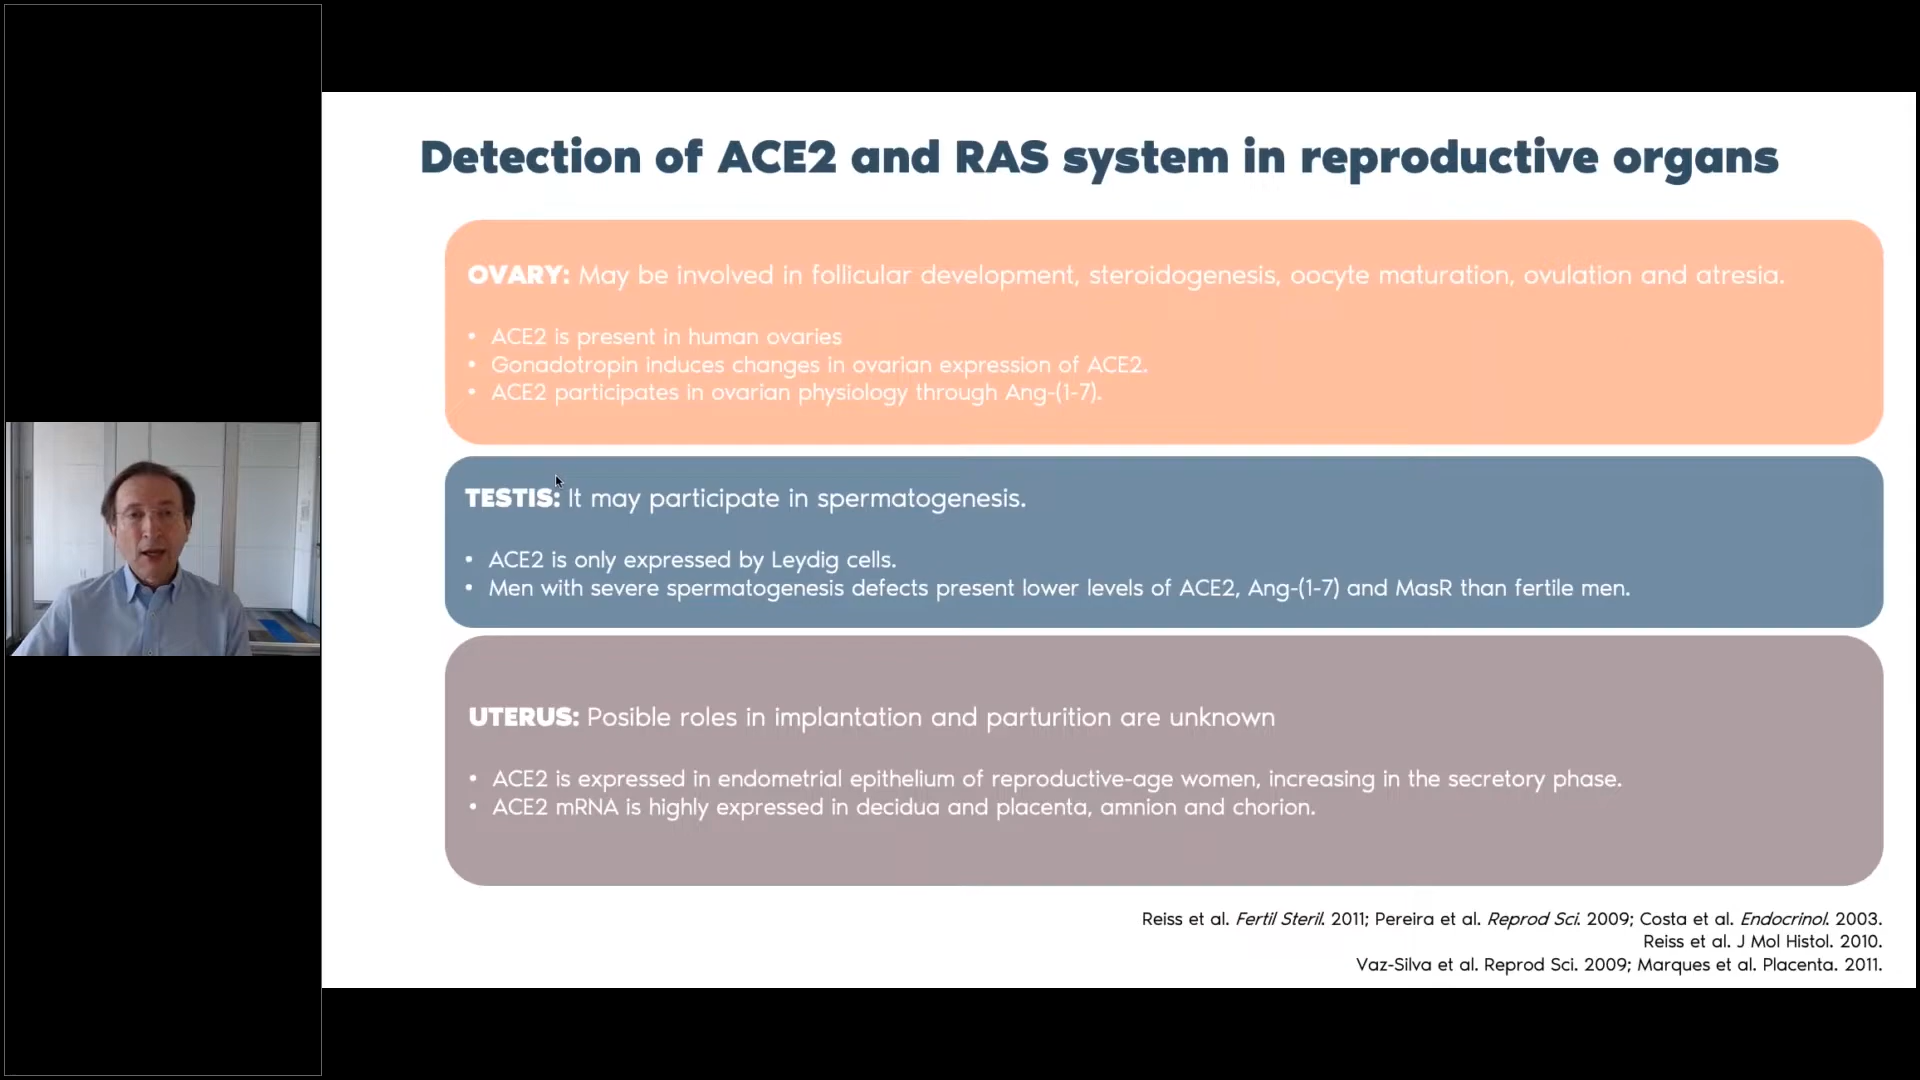 Detection of ACE2 and RAS system in reproductive organs
OVARY: May be involved in follicular development, steroidogenesis, oocyte maturation, ovulation and atresia.
• ACE2 is present in human ovaries
• Gonadotropin induces changes in ovarian expression of ACE2.
• ACE2 participates in ovarian physiology through Ang-(1-7).
TESTIS: It may participate in spermatogenesis.
• ACE2 is only expressed by Leydig cells.
• Men with severe spermatogenesis defects present lower levels of ACE2, Ang-(1-7) and MasR than fertile men.
UTERUS: Posible roles in implantation and parturition are unknown
• ACE2 is expressed in endometrial epithelium of reproductive-age women, increasing in the secretory phase.
• ACE2 mRNA is highly expressed in decidua and placenta, amnion and chorion.
Reiss et al. Fertil Steril. 2011; Pereira et al. Reprod Sci. 2009; Costa et al. Endocrinol. 2003.
Reiss et al. J Mol Histol. 2010.
Vaz-Silva et al. Reprod Sci. 2009; Marques et al. Placenta. 2011.